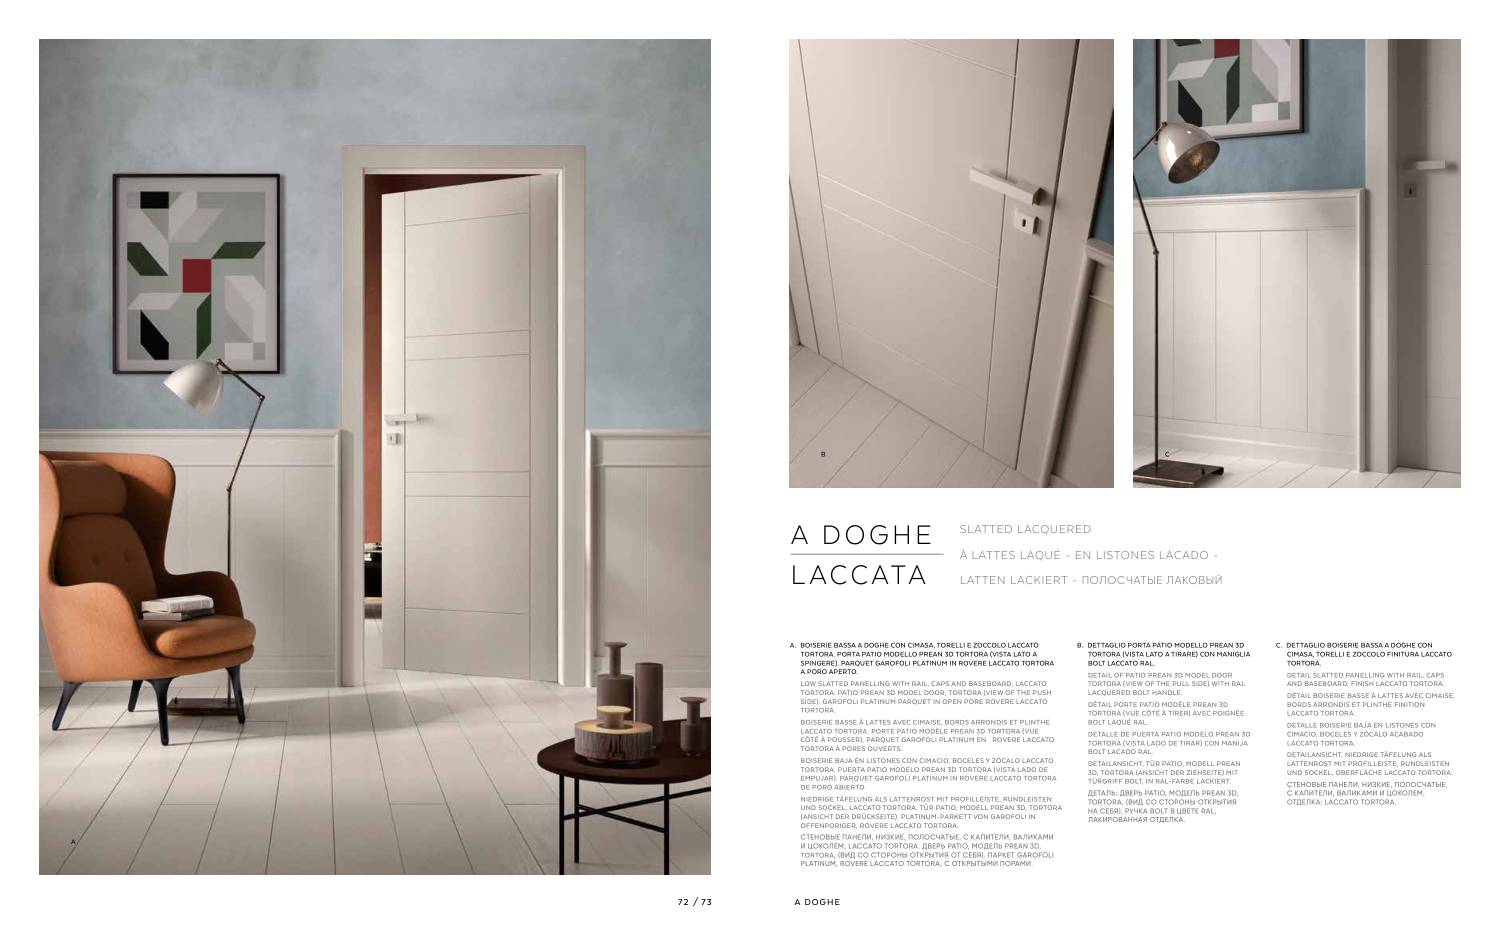 A
B
C
A DOGHE
LACCATA
SLATTED LACQUERED
À LATTES LAQUÉ - EN LISTONES LACADO -
LATTEN LACKIERT - ПОЛОСЧАТЫЕ ЛАКОВЫЙ
A. BOISERIE BASSA A DOGHE CON CIMASA, TORELLI E ZOCCOLO LACCATO
TORTORA. PORTA PATIO MODELLO PREAN 3D TORTORA (VISTA LATO A
SPINGERE). PARQUET GAROFOLI PLATINUM IN ROVERE LACCATO TORTORA
A PORO APERTO.
LOW SLATTED PANELLING WITH RAIL, CAPS AND BASEBOARD, LACCATO
TORTORA. PATIO PREAN 3D MODEL DOOR, TORTORA (VIEW OF THE PUSH
SIDE). GAROFOLI PLATINUM PARQUET IN OPEN PORE ROVERE LACCATO
TORTORA.
BOISERIE BASSE À LATTES AVEC CIMAISE, BORDS ARRONDIS ET PLINTHE
LACCATO TORTORA. PORTE PATIO MODÈLE PREAN 3D TORTORA (VUE
CÔTÉ À POUSSER). PARQUET GAROFOLI PLATINUM EN ROVERE LACCATO
TORTORA À PORES OUVERTS.
BOISERIE BAJA EN LISTONES CON CIMACIO, BOCELES Y ZÓCALO LACCATO
TORTORA. PUERTA PATIO MODELO PREAN 3D TORTORA (VISTA LADO DE
EMPUJAR). PARQUET GAROFOLI PLATINUM IN ROVERE LACCATO TORTORA
DE PORO ABIERTO.
NIEDRIGE TÄFELUNG ALS LATTENROST MIT PROFILLEISTE, RUNDLEISTEN
UND SOCKEL, LACCATO TORTORA. TÜR PATIO, MODELL PREAN 3D, TORTORA
(ANSICHT DER DRÜCKSEITE). PLATINUM-PARKETT VON GAROFOLI IN
OFFENPORIGER, ROVERE LACCATO TORTORA.
СТЕНОВЫЕ ПАНЕЛИ, НИЗКИЕ, ПОЛОСЧАТЫЕ, С КАПИТЕЛИ, ВАЛИКАМИ
И ЦОКОЛЕМ, LACCATO TORTORA. ДВЕРЬ PATIO, МОДЕЛЬ PREAN 3D,
TORTORA, (ВИД СО СТОРОНЫ ОТКРЫТИЯ ОТ СЕБЯ). ПАРКЕТ GAROFOLI
PLATINUM, ROVERE LACCATO TORTORA, С ОТКРЫТЫМИ ПОРАМИ.
B. DETTAGLIO PORTA PATIO MODELLO PREAN 3D
TORTORA (VISTA LATO A TIRARE) CON MANIGLIA
BOLT LACCATO RAL.
DETAIL OF PATIO PREAN 3D MODEL DOOR
TORTORA (VIEW OF THE PULL SIDE) WITH RAL
LACQUERED BOLT HANDLE.
DÉTAIL PORTE PATIO MODÈLE PREAN 3D
TORTORA (VUE CÔTÉ À TIRER) AVEC POIGNÉE
BOLT LAQUÉ RAL.
DETALLE DE PUERTA PATIO MODELO PREAN 3D
TORTORA (VISTA LADO DE TIRAR) CON MANIJA
BOLT LACADO RAL.
DETAILANSICHT, TÜR PATIO, MODELL PREAN
3D, TORTORA (ANSICHT DER ZIEHSEITE) MIT
TÜRGRIFF BOLT, IN RAL-FARBE LACKIERT.
ДЕТАЛЬ: ДВЕРЬ PATIO, МОДЕЛЬ PREAN 3D,
TORTORA, (ВИД СО СТОРОНЫ ОТКРЫТИЯ
НА СЕБЯ), РУЧКА BOLT В ЦВЕТЕ RAL,
ЛАКИРОВАННАЯ ОТДЕЛКА.
C. DETTAGLIO BOISERIE BASSA A DOGHE CON
CIMASA, TORELLI E ZOCCOLO FINITURA LACCATO
TORTORA.
DETAIL SLATTED PANELLING WITH RAIL, CAPS
AND BASEBOARD, FINISH LACCATO TORTORA.
DÉTAIL BOISERIE BASSE À LATTES AVEC CIMAISE,
BORDS ARRONDIS ET PLINTHE FINITION
LACCATO TORTORA.
DETALLE BOISERIE BAJA EN LISTONES CON
CIMACIO, BOCELES Y ZÓCALO ACABADO
LACCATO TORTORA.
DETAILANSICHT, NIEDRIGE TÄFELUNG ALS
LATTENROST MIT PROFILLEISTE, RUNDLEISTEN
UND SOCKEL, OBERFLÄCHE LACCATO TORTORA.
СТЕНОВЫЕ ПАНЕЛИ, НИЗКИЕ, ПОЛОСЧАТЫЕ,
С КАПИТЕЛИ, ВАЛИКАМИ И ЦОКОЛЕМ,
ОТДЕЛКА: LACCATO TORTORA.
72 / 73
A DOGHE